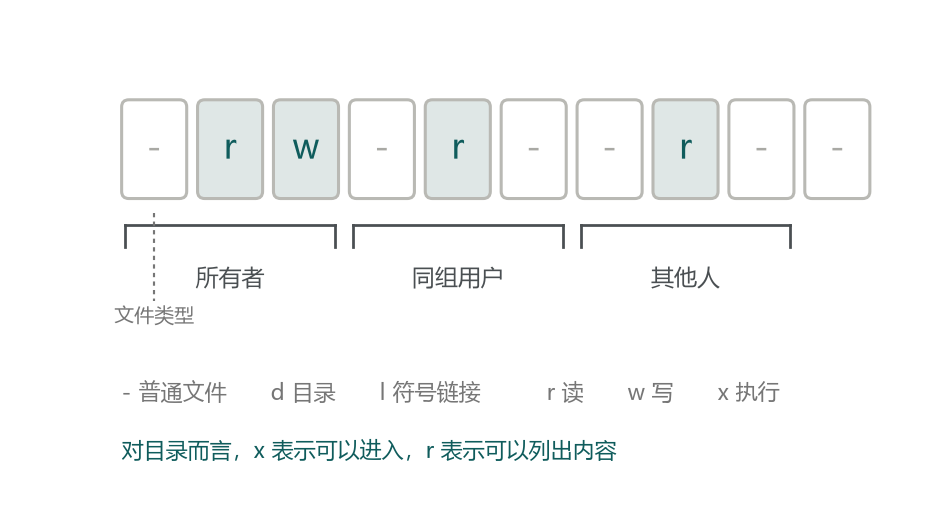 - r w - r - - r - -
所有者 同组用户 其他人
文件类型
- 普通文件 d 目录 l 符号链接 r 读 w 写 x 执行
对目录而言，x 表示可以进入，r 表示可以列出内容